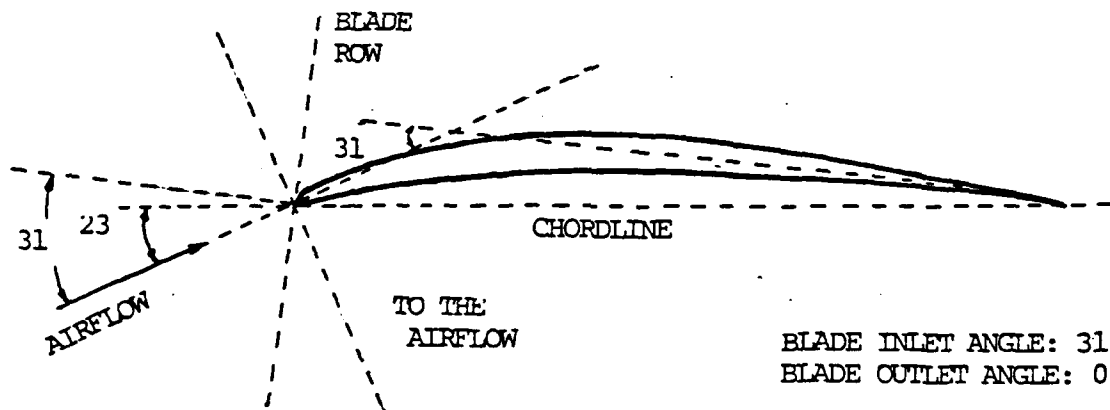 BLADE
ROW
31
23
31
CHORDLINE
AIRFLOW
TO THE
AIRFLOW
BLADE INLET ANGLE: 31
BLADE OUTLET ANGLE: 0